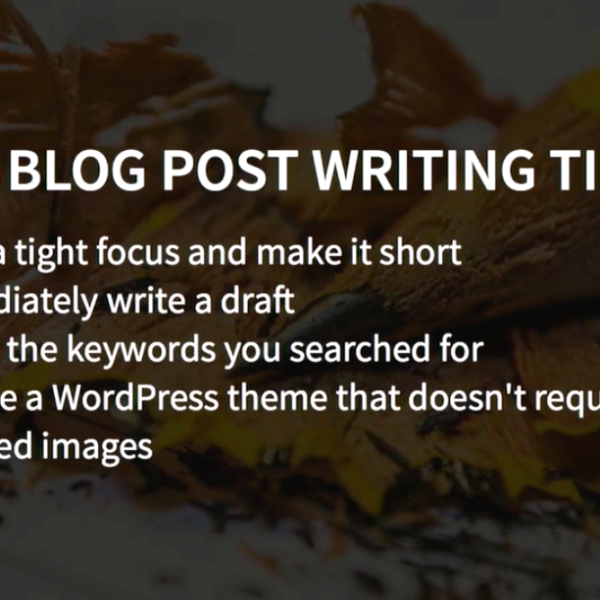 BLOG POST WRITING TI
a tight focus and make it short
diately write a draft
the keywords you searched for
e a WordPress theme that doesn't requ
ed images